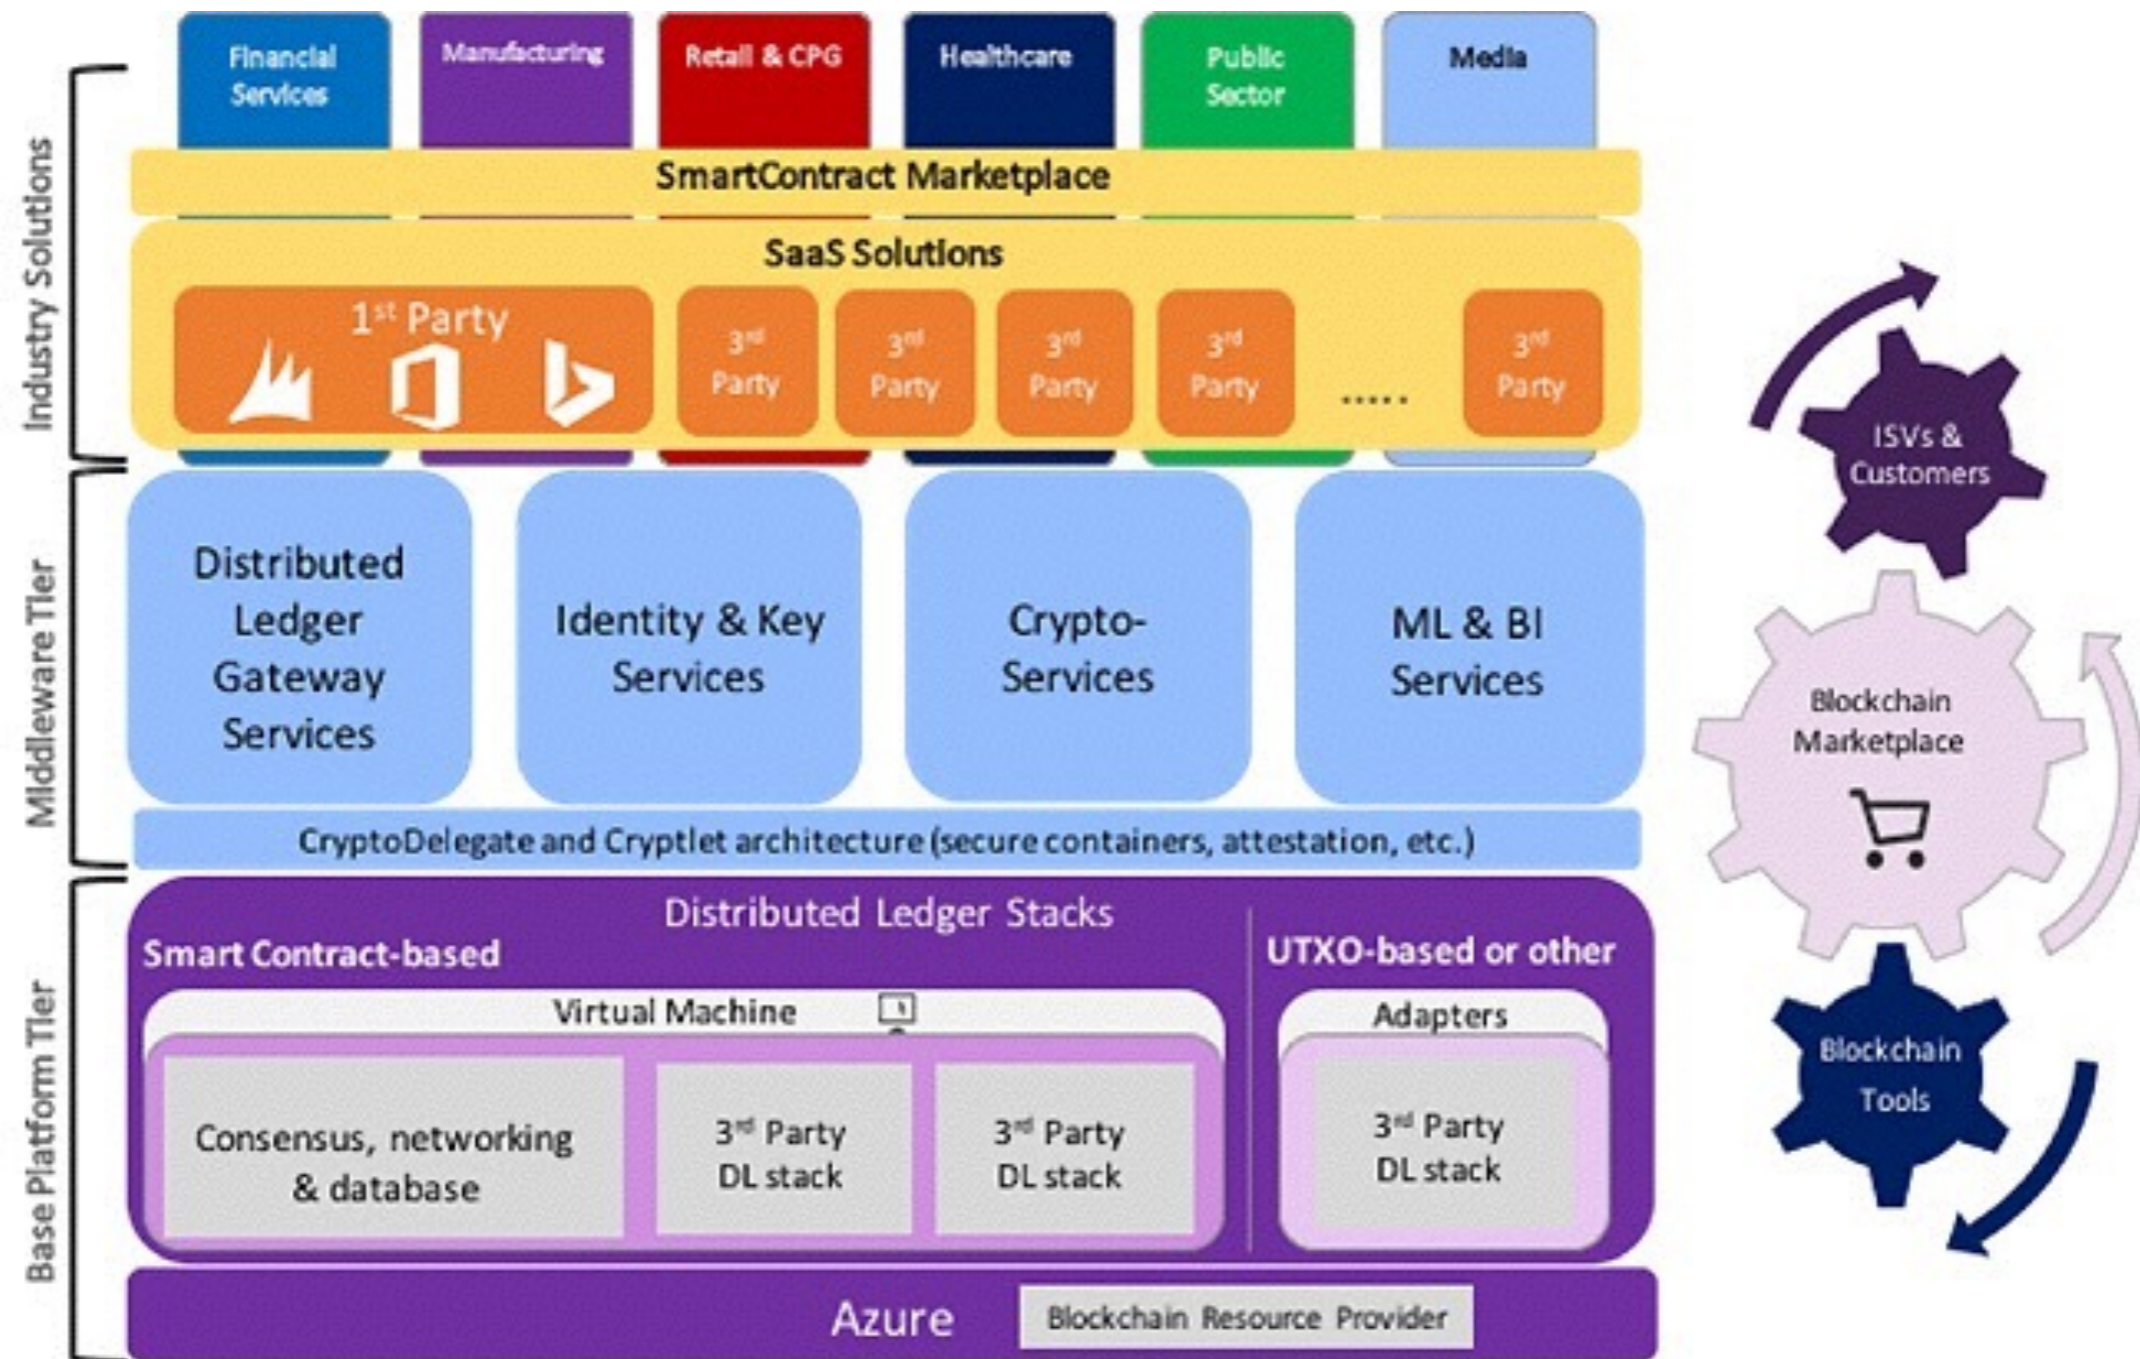 Financial
Services
Manufacturing
Retail & CPG
Healthcare
Public
Sector
Media
SmartContract Marketplace
SaaS Solutions
1st Party
3rd
Party
3rd
Party
3rd
Party
3rd
Party
.....
3rd
Party
Industry Solutions
Distributed
Ledger
Gateway
Services
Identity & Key
Services
Crypto-
Services
ML & BI
Services
CryptoDelegate and Cryptlet architecture (secure containers, attestation, etc.)
Middleware Tier
Distributed Ledger Stacks
Smart Contract-based
UTXO-based or other
Virtual Machine
Adapters
Consensus, networking
& database
3rd Party
DL stack
3rd Party
DL stack
3rd Party
DL stack
Azure
Blockchain Resource Provider
Base Platform Tier
ISVs &
Customers
Blockchain
Marketplace
Blockchain
Tools